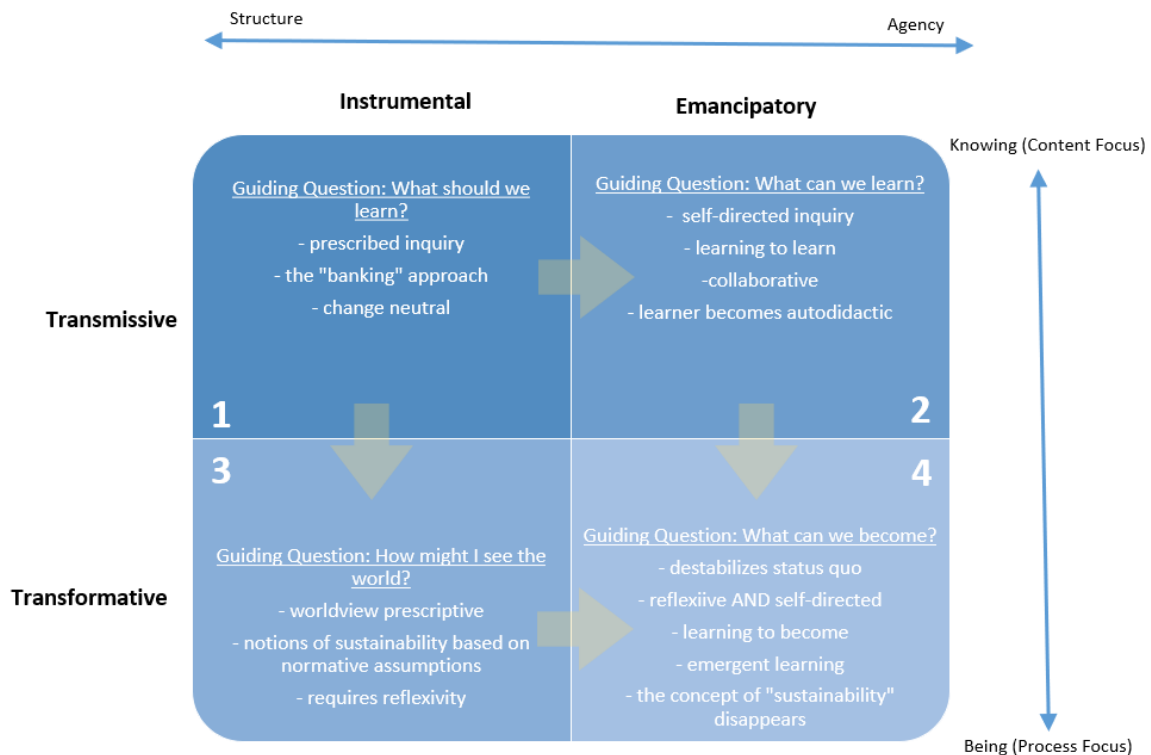 Structure
Agency
Instrumental
Emancipatory
Knowing (Content Focus)
Guiding Question: What should we
learn?
- prescribed inquiry
- the "banking" approach
- change neutral
Guiding Question: What can we learn?
- self-directed inquiry
- learning to learn
-collaborative
- learner becomes autodidactic
Transmissive
1
2
3
4
Guiding Question: How might I see the
world?
- worldview prescriptive
- notions of sustainability based on
normative assumptions
- requires reflexivity
Guiding Question: What can we become?
- destabilizes status quo
- reflexiive AND self-directed
- learning to become
- emergent learning
- the concept of "sustainability"
disappears
Transformative
Being (Process Focus)